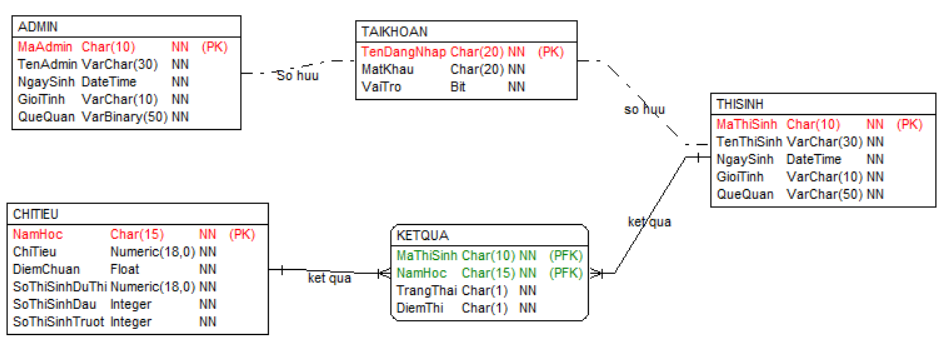 ADMIN
MaAdmin Char(10) NN (PK)
TenAdmin VarChar(30) NN
NgaySinh DateTime NN
GioiTinh VarChar(10) NN
QueQuan VarBinary(50) NN
So huu
TAIKHOAN
TenDangNhap Char(20) NN (PK)
MatKhau Char(20) NN
VaiTro Bit NN
so huu
THISINH
MaThiSinh Char(10) NN (PK)
TenThiSinh VarChar(30) NN
NgaySinh DateTime NN
GioiTinh VarChar(10) NN
QueQuan VarChar(50) NN
ket qua
CHITIEU
NamHoc Char(15) NN (PK)
ChiTieu Numeric(18,0) NN
DiemChuan Float NN
SoThiSinhDuThi Numeric(18,0) NN
SoThiSinhDau Integer NN
SoThiSinhTruot Integer NN
ket qua
KETQUA
MaThiSinh Char(10) NN (PFK)
NamHoc Char(15) NN (PFK)
TrangThai Char(1) NN
DiemThi Char(1) NN